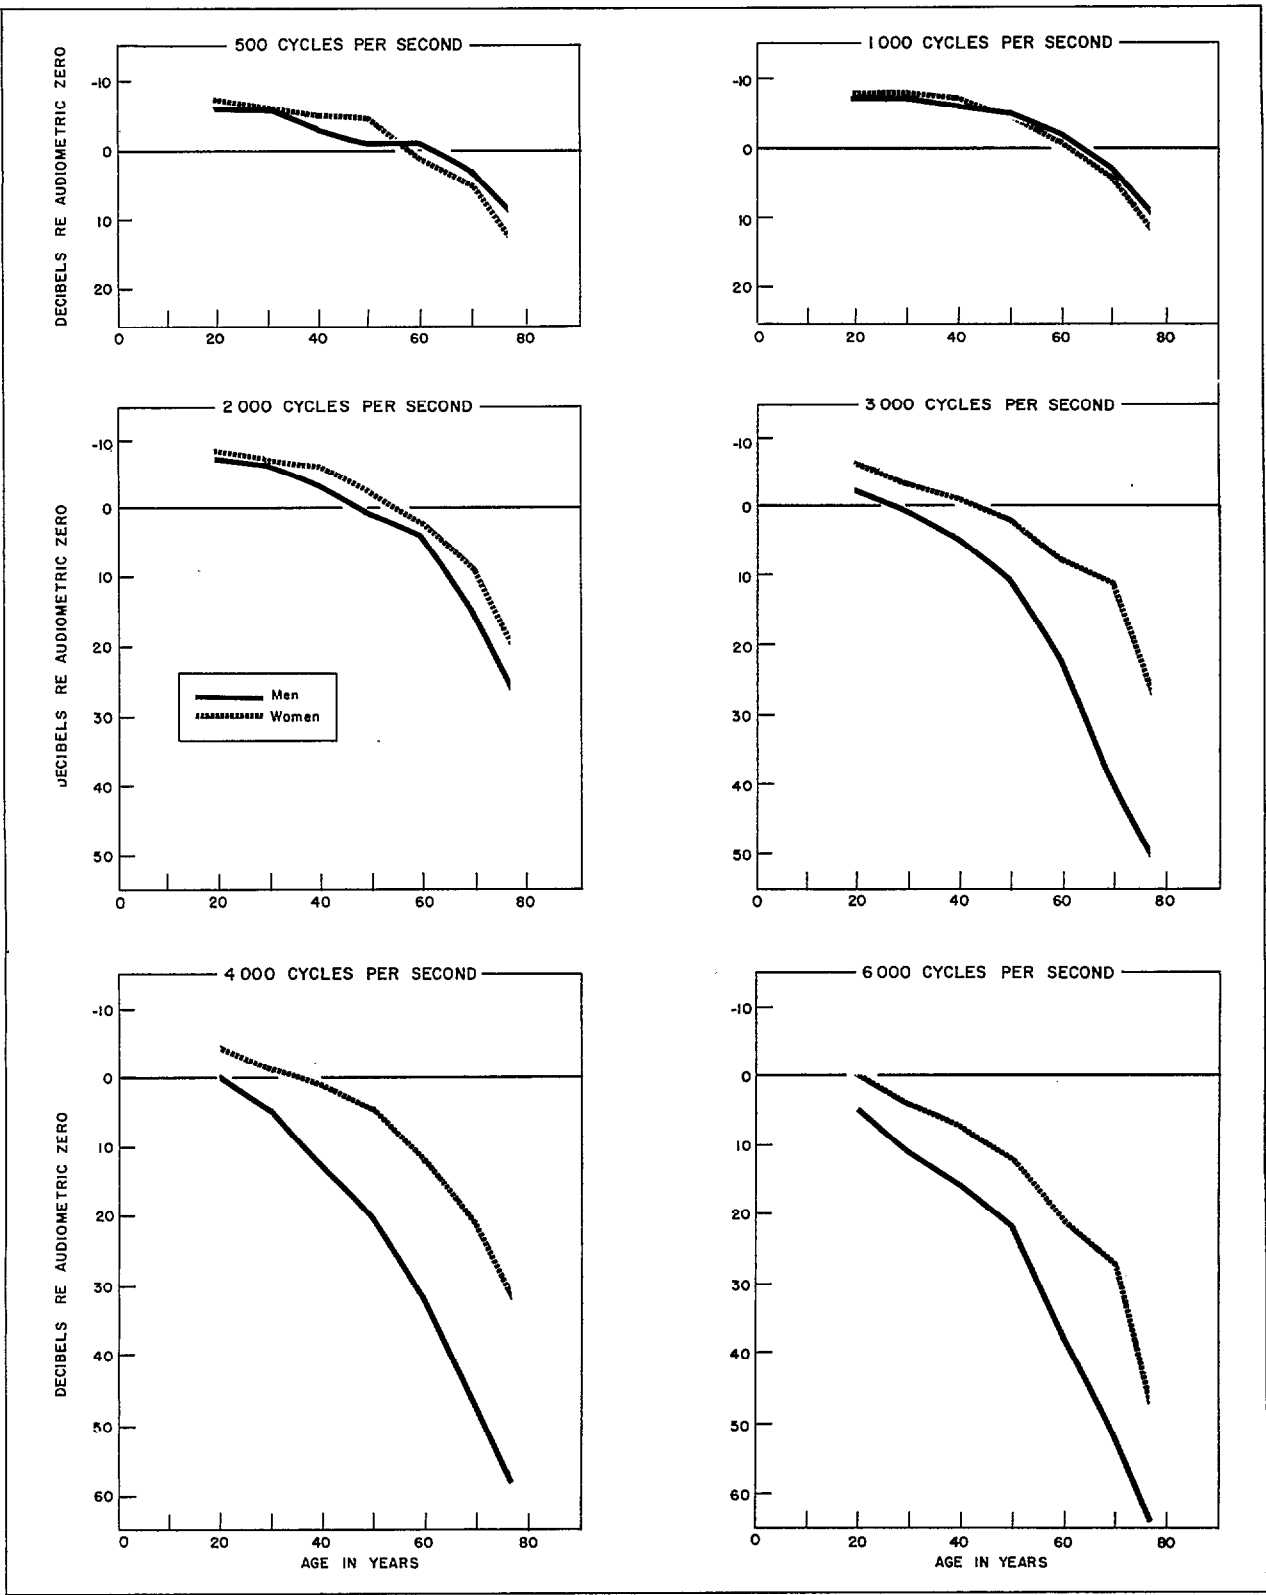 500 CYCLES PER SECOND
DECIBELS RE AUDIOMETRIC ZERO
-10
0
10
20
0 20 40 60 80
1000 CYCLES PER SECOND
-10
0
10
20
0 20 40 60 80
2000 CYCLES PER SECOND
DECIBELS RE AUDIOMETRIC ZERO
-10
0
10
20
30
40
50
Men
Women
0 20 40 60 80
3000 CYCLES PER SECOND
-10
0
10
20
30
40
50
0 20 40 60 80
4000 CYCLES PER SECOND
DECIBELS RE AUDIOMETRIC ZERO
-10
0
10
20
30
40
50
60
0 20 40 60 80
AGE IN YEARS
6000 CYCLES PER SECOND
-10
0
10
20
30
40
50
60
0 20 40 60 80
AGE IN YEARS